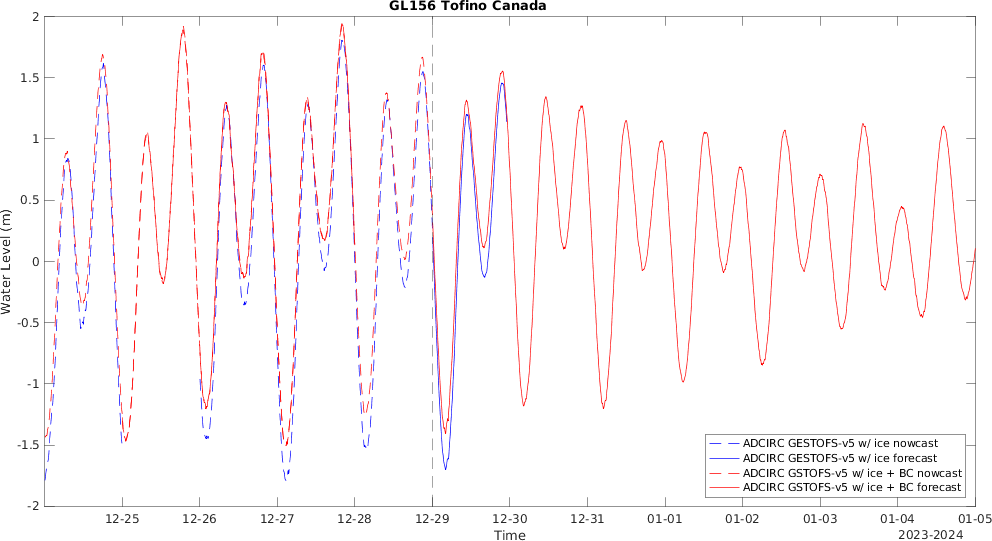 GL156 Tofino Canada
2
1.5
1
0.5
0
-0.5
-1
-1.5
-2
Water Level (m)
ADCIRC GESTOFS-v5 w/ ice nowcast
ADCIRC GESTOFS-v5 w/ ice forecast
ADCIRC GSTOFS-v5 w/ ice + BC nowcast
ADCIRC GSTOFS-v5 w/ ice + BC forecast
12-25 12-26 12-27 12-28 12-29 12-30 12-31 01-01 01-02 01-03 01-04 01-05
Time
2023-2024